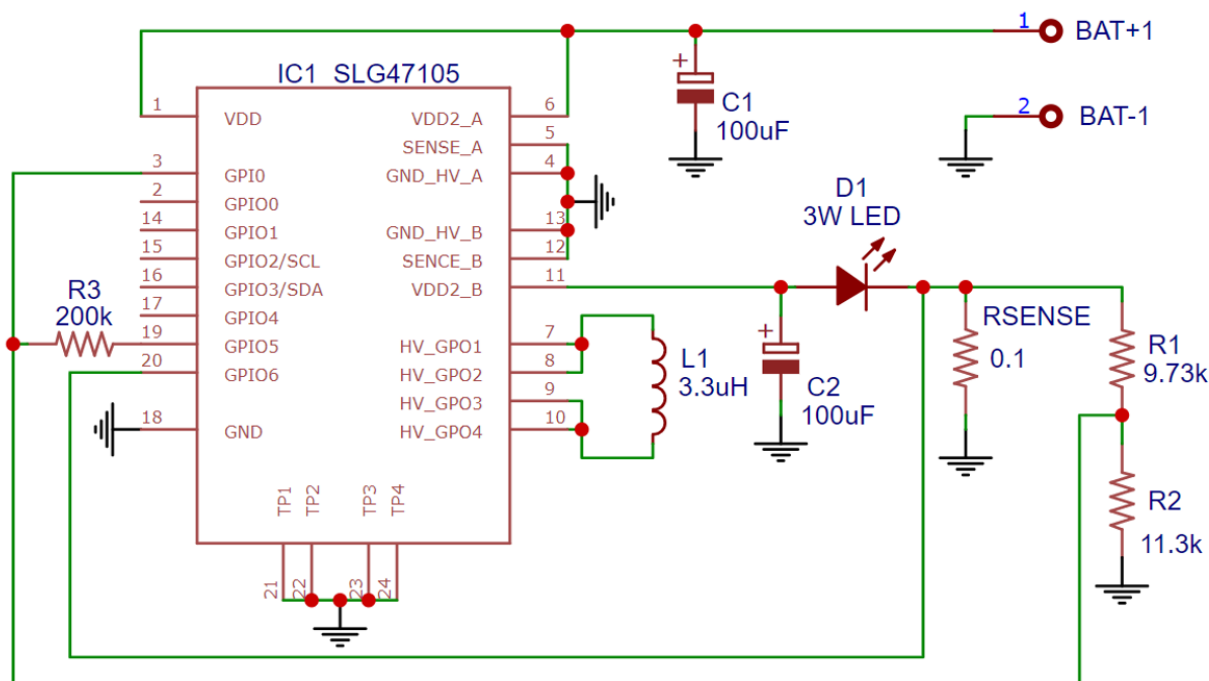 1 BAT+1
2 BAT-1
IC1 SLG47105
1 VDD
3 GPI0
2 GPIO0
14 GPIO1
15 GPIO2/SCL
16 GPIO3/SDA
17 GPIO4
19 GPIO5
20 GPIO6
18 GND
VDD2_A 6
SENSE_A 5
GND_HV_A 4
GND_HV_B 13
SENCE_B 12
VDD2_B 11
HV_GPO1 7
HV_GPO2 8
HV_GPO3 9
HV_GPO4 10
TP1 TP2 TP3 TP4
21 22 23 24
R3
200k
+
C1
100uF
D1
3W LED
L1
3.3uH
+
C2
100uF
RSENSE
0.1
R1
9.73k
R2
11.3k